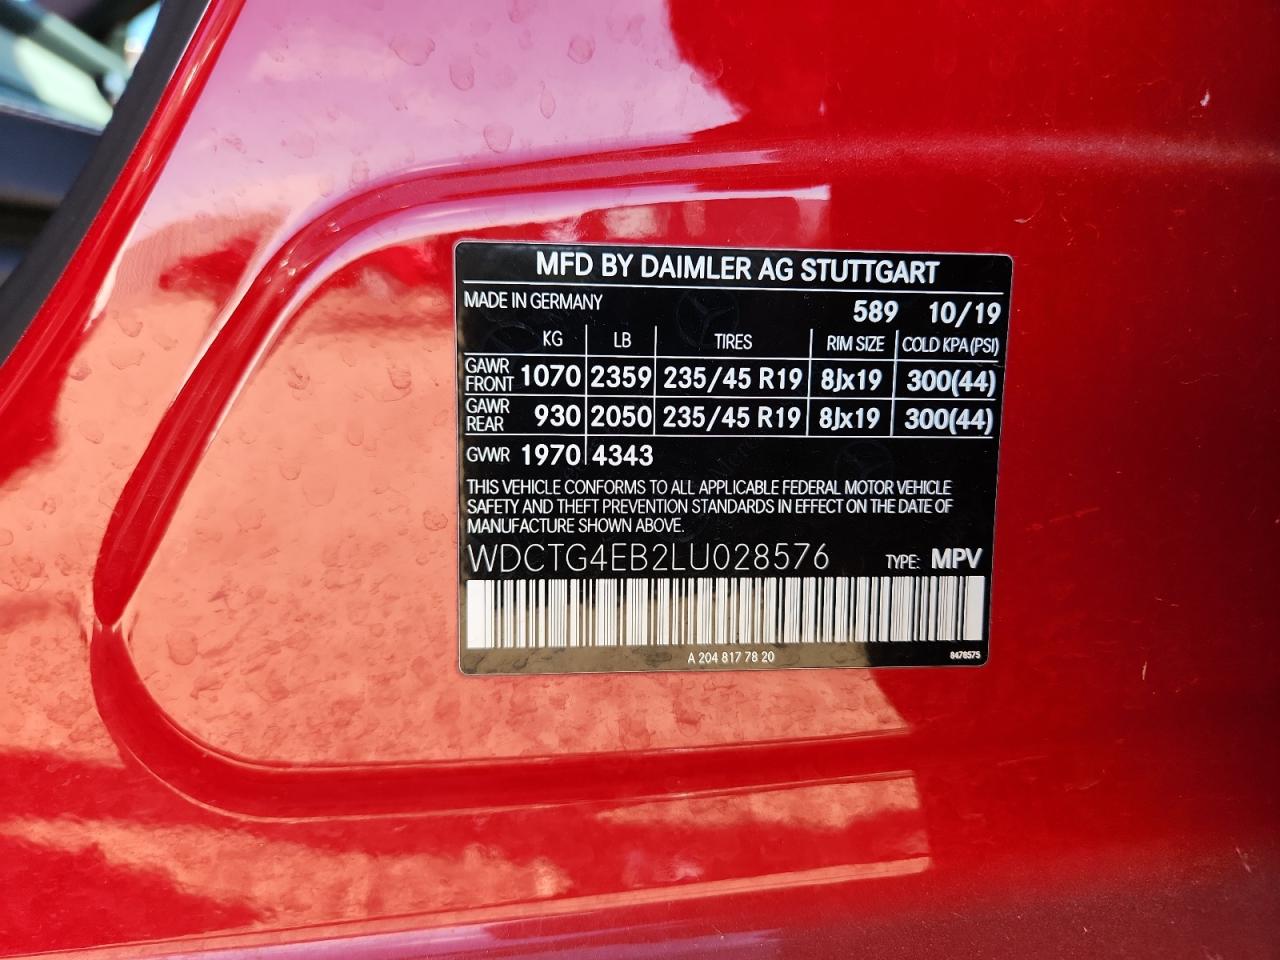 MFD BY DAIMLER AG STUTTGART
MADE IN GERMANY 589 10/19
KG LB TIRES RIM SIZE COLD KPA(PSI)
GAWR FRONT 1070 2359 235/45 R19 8Jx19 300(44)
GAWR REAR 930 2050 235/45 R19 8Jx19 300(44)
GVWR 1970 4343
THIS VEHICLE CONFORMS TO ALL APPLICABLE FEDERAL MOTOR VEHICLE
SAFETY AND THEFT PREVENTION STANDARDS IN EFFECT ON THE DATE OF
MANUFACTURE SHOWN ABOVE.
WDCTG4EB2LU028576 TYPE: MPV
A 204 817 78 20 8478575